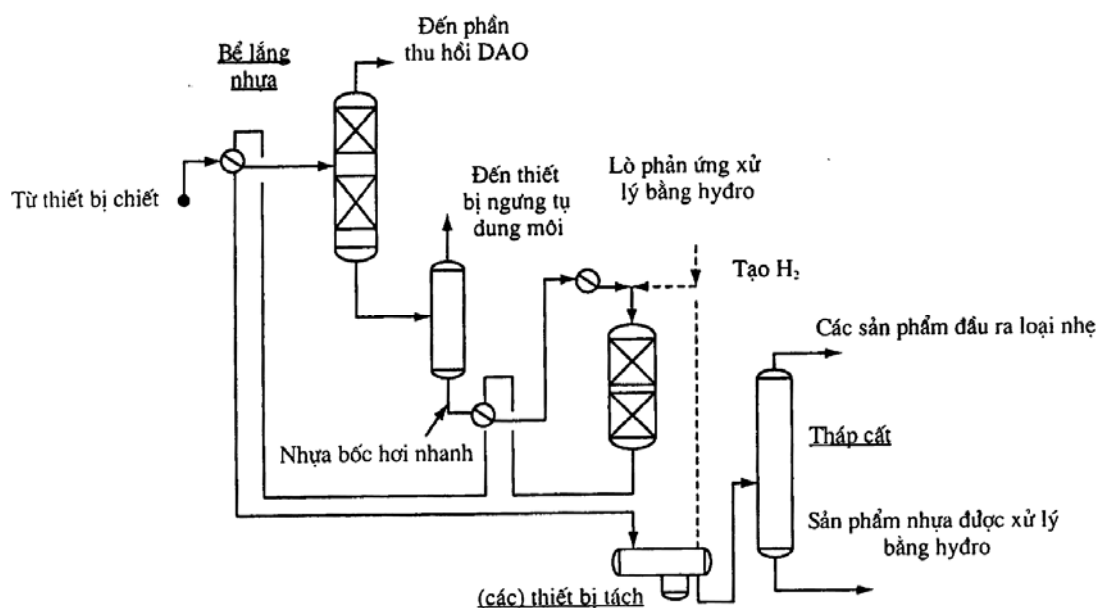 Đến phần
thu hồi DAO
Bể lắng
nhựa
Từ thiết bị chiết
Đến thiết
bị ngưng tụ
dung môi
Lò phản ứng xử
lý bằng hyđro
Tạo H₂
Các sản phẩm đầu ra loại nhẹ
Nhựa bốc hơi nhanh
Tháp cất
Sản phẩm nhựa được xử lý
bằng hyđro
(các) thiết bị tách